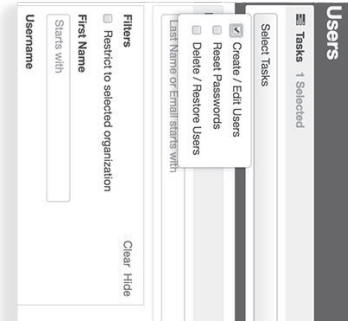 Users
Tasks 1 Selected
Select Tasks
Create / Edit Users
Reset Passwords
Delete / Restore Users
Last Name or Email starts with
Filters Clear Hide
Restrict to selected organization
First Name
Starts with
Username